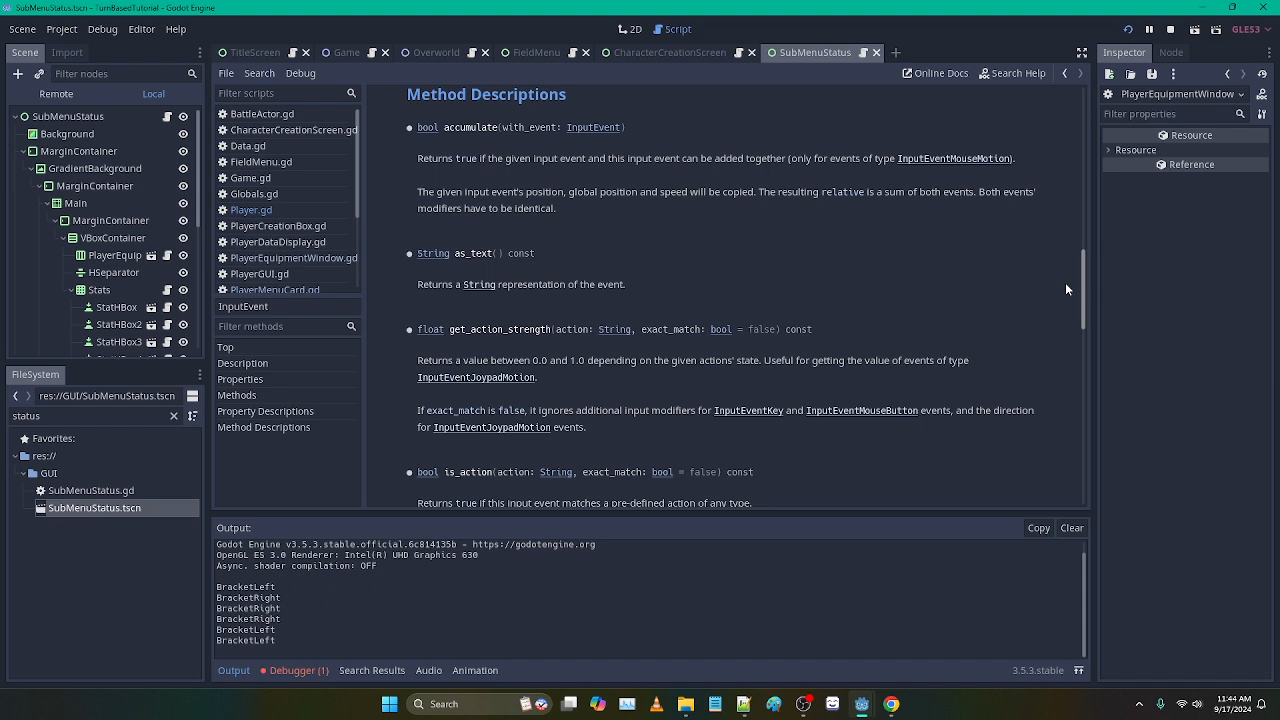 SubMenuStatus.tscn - TurnBasedTutorial - Godot Engine
Scene Project Debug Editor Help
2D Script
GLES3
Scene Import
TitleScreen Game Overworld FieldMenu CharacterCreationScreen SubMenuStatus
Inspector Node
Filter nodes
File Search Debug
Online Docs Search Help
Remote Local
Filter scripts
PlayerEquipmentWindow
Filter properties
SubMenuStatus
Background
MarginContainer
GradientBackground
MarginContainer
Main
MarginContainer
VBoxContainer
PlayerEquip
HSeparator
Stats
StatHBox
StatHBox2
StatHBox3
BattleActor.gd
CharacterCreationScreen.gd
Data.gd
FieldMenu.gd
Game.gd
Globals.gd
Player.gd
PlayerCreationBox.gd
PlayerDataDisplay.gd
PlayerEquipmentWindow.gd
PlayerGUI.gd
PlayerMenuCard.gd
InputEvent
Filter methods
Top
Description
Properties
Methods
Property Descriptions
Method Descriptions
Method Descriptions
bool accumulate(with_event: InputEvent)
Returns true if the given input event and this input event can be added together (only for events of type InputEventMouseMotion).
The given input event's position, global position and speed will be copied. The resulting relative is a sum of both events. Both events'
modifiers have to be identical.
String as_text() const
Returns a String representation of the event.
float get_action_strength(action: String, exact_match: bool = false) const
Returns a value between 0.0 and 1.0 depending on the given actions' state. Useful for getting the value of events of type
InputEventJoypadMotion.
If exact_match is false, it ignores additional input modifiers for InputEventKey and InputEventMouseButton events, and the direction
for InputEventJoypadMotion events.
bool is_action(action: String, exact_match: bool = false) const
Returns true if this input event matches a pre-defined action of any type.
Resource
Resource
Reference
FileSystem
res://GUI/SubMenuStatus.tscn
status
Favorites:
res://
GUI
SubMenuStatus.gd
SubMenuStatus.tscn
Output:
Copy Clear
Godot Engine v3.5.3.stable.official.6c814135b - https://godotengine.org
OpenGL ES 3.0 Renderer: Intel(R) UHD Graphics 630
Async. shader compilation: OFF
BracketLeft
BracketRight
BracketRight
BracketRight
BracketLeft
BracketLeft
Output Debugger (1) Search Results Audio Animation
3.5.3.stable
Search
11:44 AM
9/17/2024